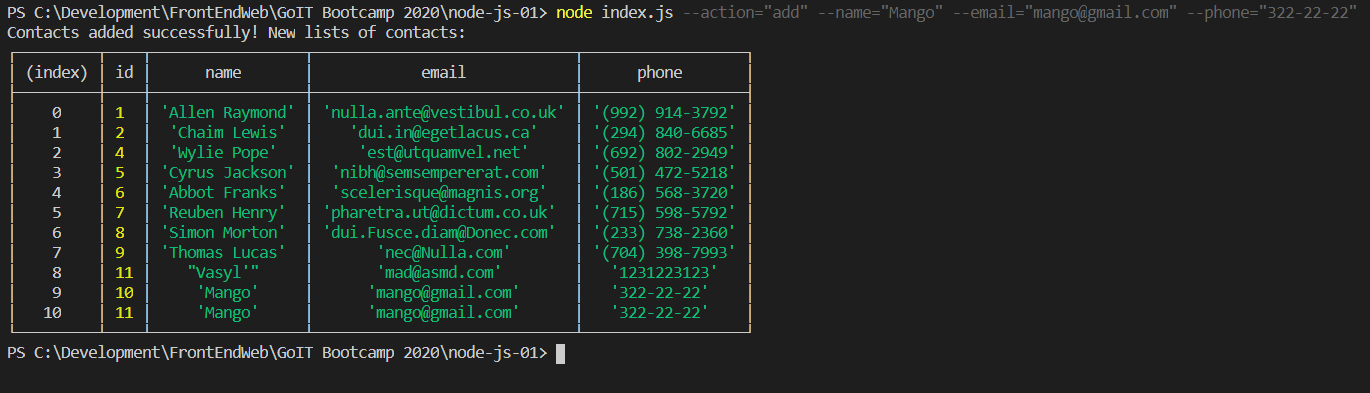 PS C:\Development\FrontEndWeb\GoIT Bootcamp 2020\node-js-01> node index.js --action="add" --name="Mango" --email="mango@gmail.com" --phone="322-22-22"
Contacts added successfully! New lists of contacts:
(index) id name email phone
0 1 'Allen Raymond' 'nulla.ante@vestibul.co.uk' '(992) 914-3792'
1 2 'Chaim Lewis' 'dui.in@egetlacus.ca' '(294) 840-6685'
2 4 'Wylie Pope' 'est@utquamvel.net' '(692) 802-2949'
3 5 'Cyrus Jackson' 'nibh@semsempererat.com' '(501) 472-5218'
4 6 'Abbot Franks' 'scelerisque@magnis.org' '(186) 568-3720'
5 7 'Reuben Henry' 'pharetra.ut@dictum.co.uk' '(715) 598-5792'
6 8 'Simon Morton' 'dui.Fusce.diam@Donec.com' '(233) 738-2360'
7 9 'Thomas Lucas' 'nec@Nulla.com' '(704) 398-7993'
8 11 "Vasyl'" 'mad@asmd.com' '1231223123'
9 10 'Mango' 'mango@gmail.com' '322-22-22'
10 11 'Mango' 'mango@gmail.com' '322-22-22'
PS C:\Development\FrontEndWeb\GoIT Bootcamp 2020\node-js-01>